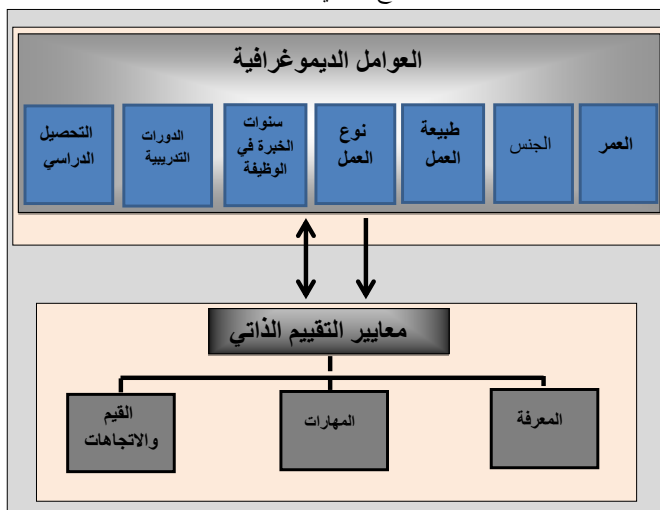 العوامل الديموغرافية
العمر
الجنس
طبيعة
العمل
نوع
العمل
سنوات
الخبرة في
الوظيفة
الدورات
التدريبية
التحصيل
الدراسي
معايير التقييم الذاتي
المعرفة
المهارات
القيم
والاتجاهات